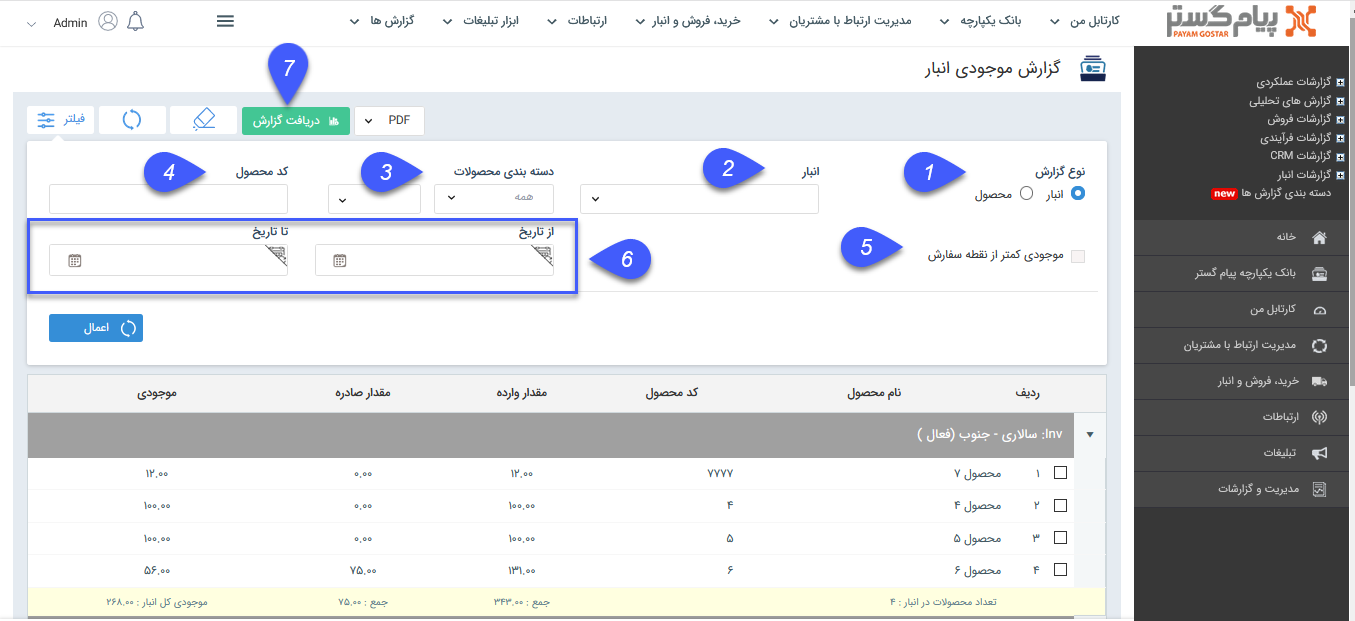 پیام گستر
PAYAM GOSTAR
کارتابل من
بانک یکپارچه
مدیریت ارتباط با مشتریان
خرید، فروش و انبار
ارتباطات
ابزار تبلیغات
گزارش ها
Admin
گزارشات عملکردی
گزارش های تحلیلی
گزارشات فروش
گزارشات فرآیندی
گزارشات CRM
گزارشات انبار
دسته بندی گزارش ها new
خانه
بانک یکپارچه پیام گستر
کارتابل من
مدیریت ارتباط با مشتریان
خرید، فروش و انبار
ارتباطات
تبلیغات
مدیریت و گزارشات
گزارش موجودی انبار
7
PDF
دریافت گزارش
فیلتر
1
نوع گزارش
انبار
محصول
2
انبار
3
دسته بندی محصولات
همه
4
کد محصول
5
موجودی کمتر از نقطه سفارش
6
از تاریخ
تا تاریخ
اعمال
ردیف نام محصول کد محصول مقدار وارده مقدار صادره موجودی
Inv: سالاری - جنوب (فعال )
۱ محصول ۷ ۷۷۷۷ ۱۲.۰۰ ۰.۰۰ ۱۲.۰۰
۲ محصول ۴ ۴ ۱۰۰.۰۰ ۰.۰۰ ۱۰۰.۰۰
۳ محصول ۵ ۵ ۱۰۰.۰۰ ۰.۰۰ ۱۰۰.۰۰
۴ محصول ۶ ۶ ۱۳۱.۰۰ ۷۵.۰۰ ۵۶.۰۰
تعداد محصولات در انبار : ۴ جمع : ۳۴۳.۰۰ جمع : ۷۵.۰۰ موجودی کل انبار : ۲۶۸.۰۰